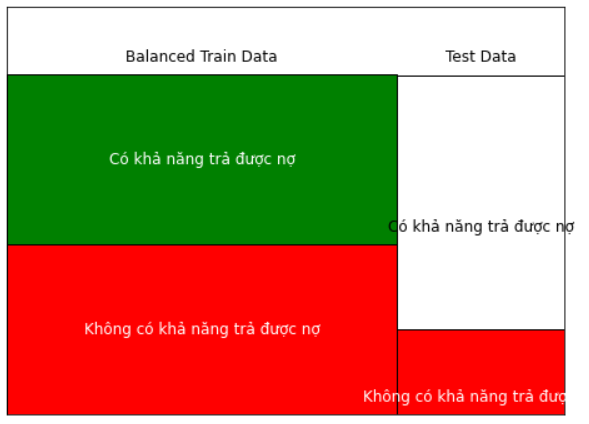 Balanced Train Data
Test Data
Có khả năng trả được nợ
Có khả năng trả được nợ
Không có khả năng trả được nợ
Không có khả năng trả